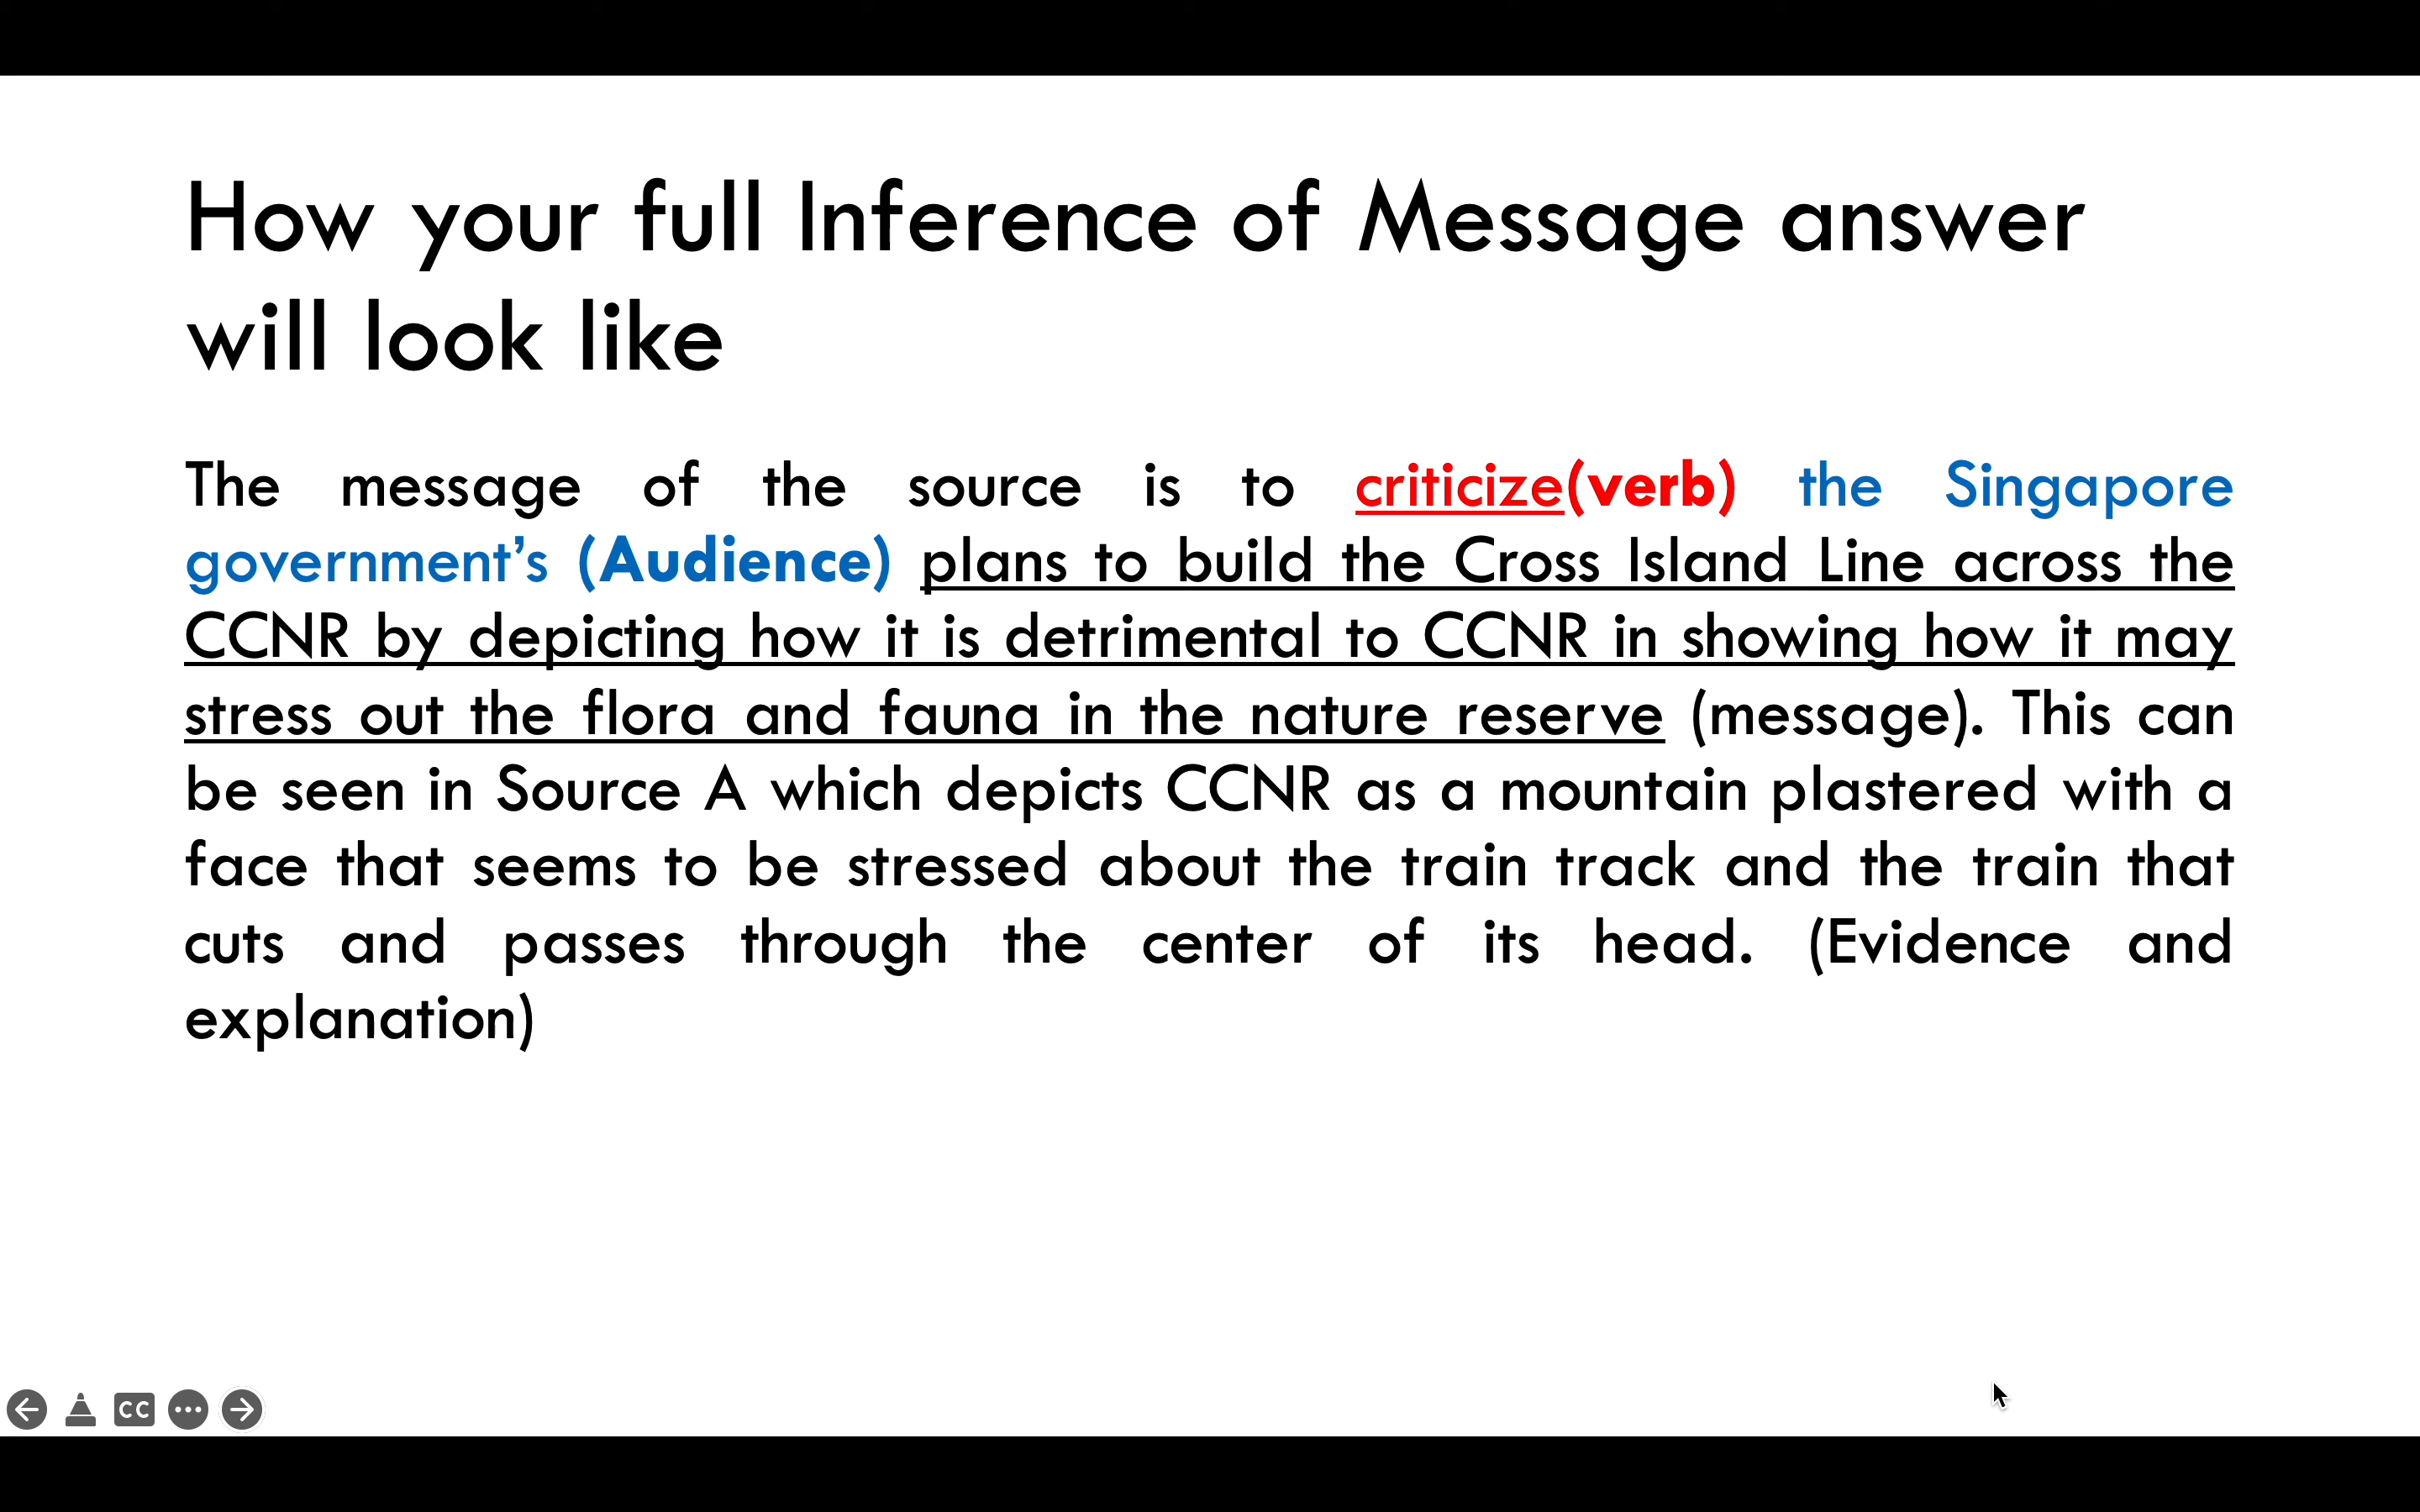 How your full Inference of Message answer
will look like
The message of the source is to criticize(verb) the Singapore
government’s (Audience) plans to build the Cross Island Line across the
CCNR by depicting how it is detrimental to CCNR in showing how it may
stress out the flora and fauna in the nature reserve (message). This can
be seen in Source A which depicts CCNR as a mountain plastered with a
face that seems to be stressed about the train track and the train that
cuts and passes through the center of its head. (Evidence and
explanation)
CC